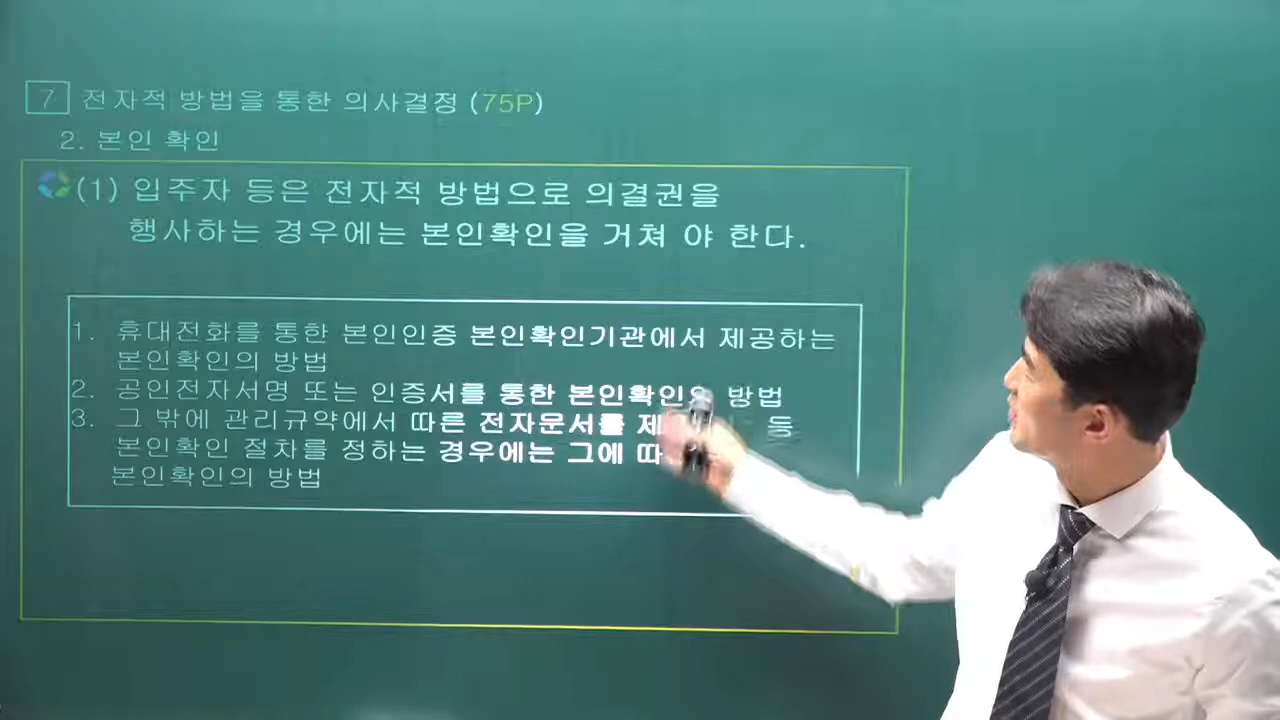 7 전자적 방법을 통한 의사결정 (75P)
2. 본인 확인
(1) 입주자 등은 전자적 방법으로 의결권을
행사하는 경우에는 본인확인을 거쳐 야 한다.
1. 휴대전화를 통한 본인인증 본인확인기관에서 제공하는
본인확인의 방법
2. 공인전자서명 또는 인증서를 통한 본인확인의 방법
3. 그 밖에 관리규약에서 따른 전자문서를 등
본인확인 절차를 정하는 경우에는 그에
본인확인의 방법